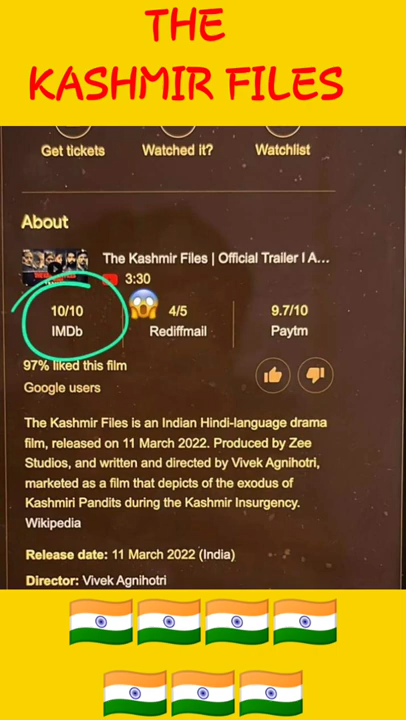 THE
KASHMIR FILES
Get tickets Watched it? Watchlist
About
The Kashmir Files | Official Trailer I A...
3:30
10/10 4/5 9.7/10
IMDb Rediffmail Paytm
97% liked this film
Google users
The Kashmir Files is an Indian Hindi-language drama
film, released on 11 March 2022. Produced by Zee
Studios, and written and directed by Vivek Agnihotri,
marketed as a film that depicts of the exodus of
Kashmiri Pandits during the Kashmir Insurgency.
Wikipedia
Release date: 11 March 2022 (India)
Director: Vivek Agnihotri